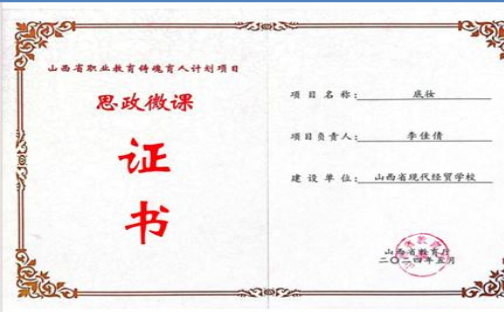 山西省职业教育铸魂育人计划项目
思政微课
证
书
项目名称:底妆
项目负责人:李佳倩
建设单位:山西省现代经贸学校
山西省教育厅
二〇二四年五月